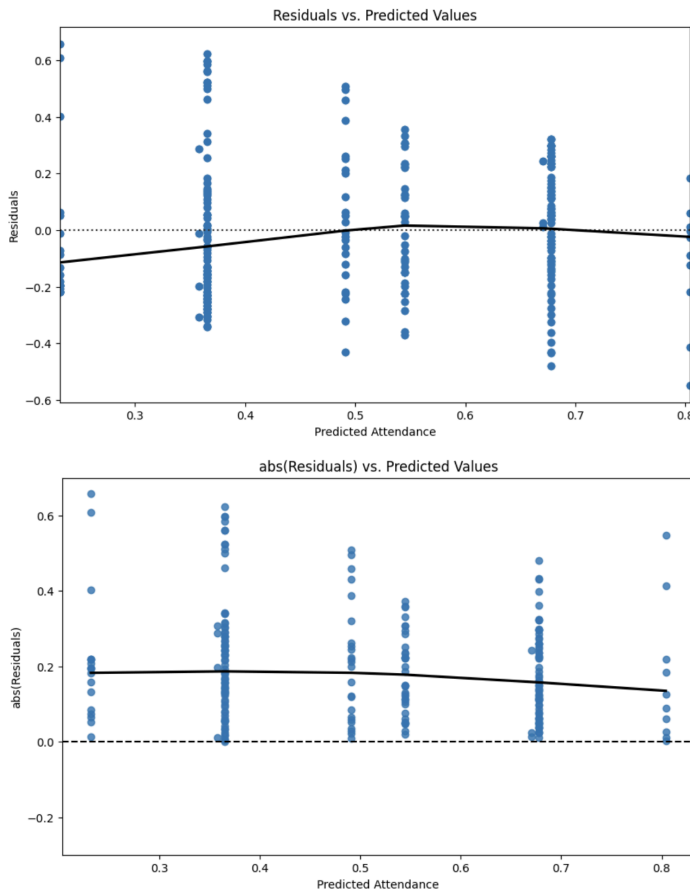 Residuals vs. Predicted Values
0.6
0.4
0.2
0.0
−0.2
−0.4
−0.6
Residuals
0.3 0.4 0.5 0.6 0.7 0.8
Predicted Attendance
abs(Residuals) vs. Predicted Values
0.6
0.4
0.2
0.0
−0.2
abs(Residuals)
0.3 0.4 0.5 0.6 0.7 0.8
Predicted Attendance